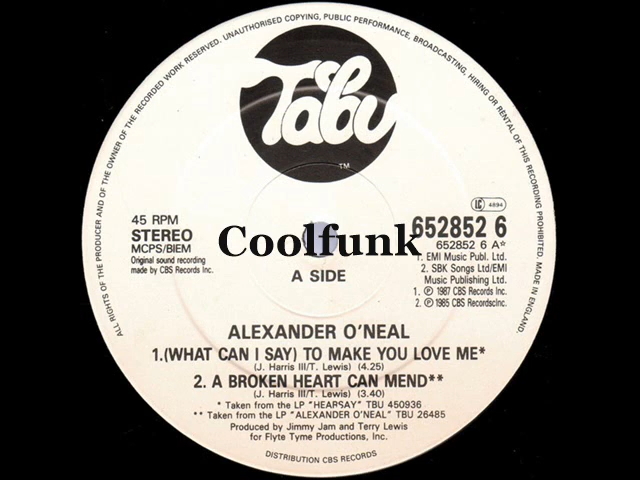 ALL RIGHTS OF THE PRODUCER AND OF THE OWNER OF THE RECORDED WORK RESERVED. UNAUTHORISED COPYING, PUBLIC PERFORMANCE, BROADCASTING, HIRING OR RENTAL OF THIS RECORDING PROHIBITED. MADE IN ENGLAND.
Tabu
TM
45 RPM
STEREO
MCPS/BIEM
Original sound recording
made by CBS Records Inc.
Coolfunk
A SIDE
LC 4894
652852 6
652852 6 A*
1. EMI Music Publ. Ltd.
2. SBK Songs Ltd/EMI
Music Publishing Ltd.
1. ℗ 1987 CBS Records Inc.
2. ℗ 1985 CBS RecordsInc.
ALEXANDER O'NEAL
1.(WHAT CAN I SAY) TO MAKE YOU LOVE ME*
(J. Harris III/T. Lewis) (4.25)
2. A BROKEN HEART CAN MEND**
(J. Harris III/T. Lewis) (3.40)
* Taken from the LP "HEARSAY" TBU 450936
** Taken from the LP "ALEXANDER O'NEAL" TBU 26485
Produced by Jimmy Jam and Terry Lewis
for Flyte Tyme Productions, Inc.
DISTRIBUTION CBS RECORDS